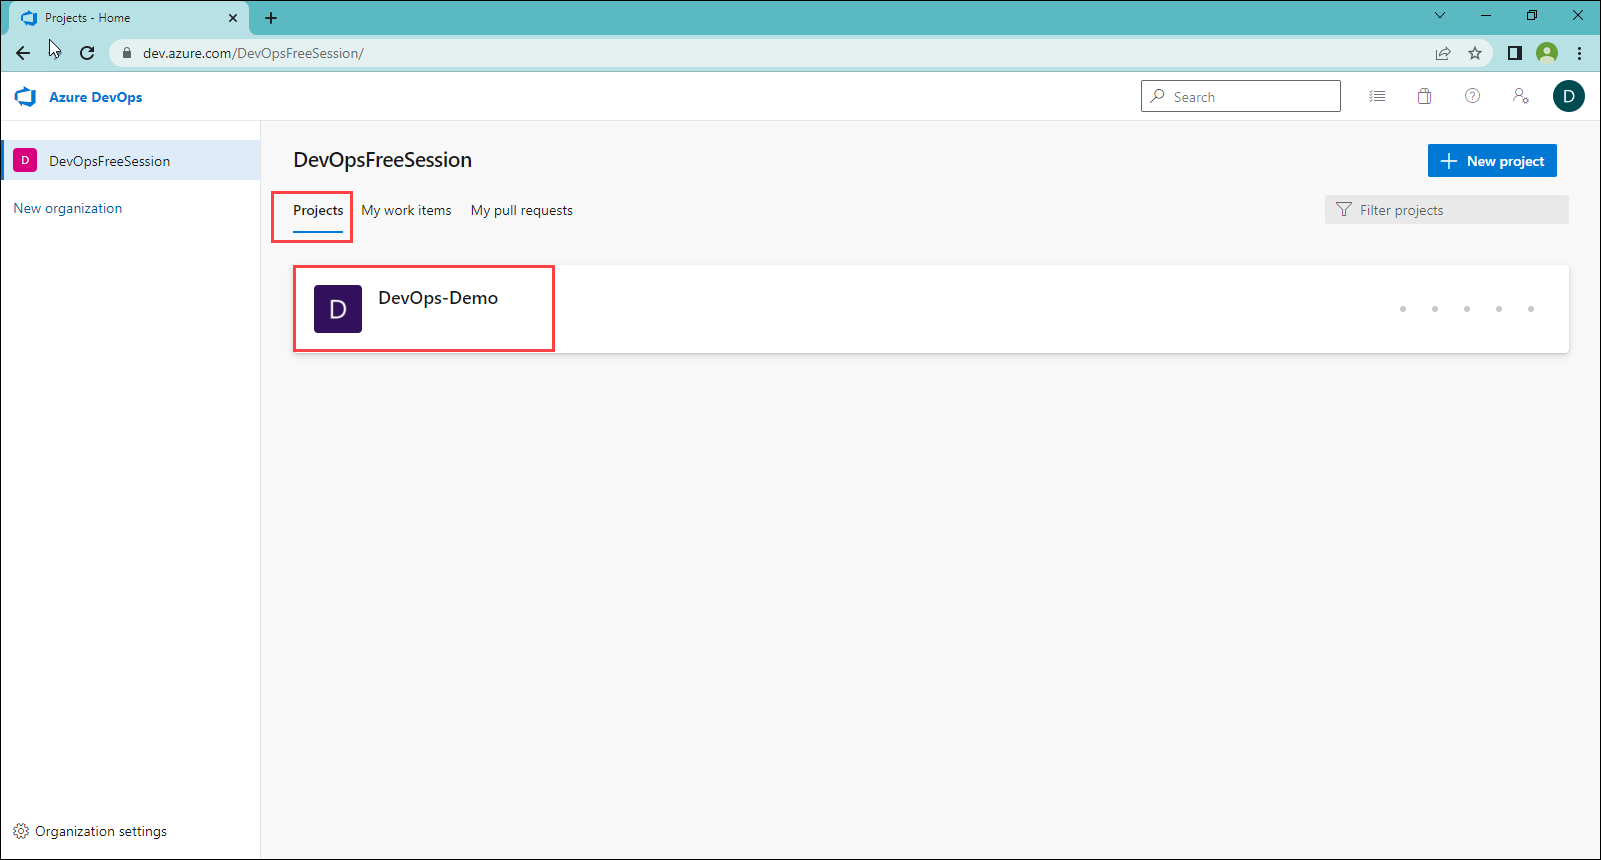 Projects - Home
dev.azure.com/DevOpsFreeSession/
Azure DevOps
Search
D
D
DevOpsFreeSession
New organization
DevOpsFreeSession
New project
Projects
My work items
My pull requests
Filter projects
D
DevOps-Demo
Organization settings